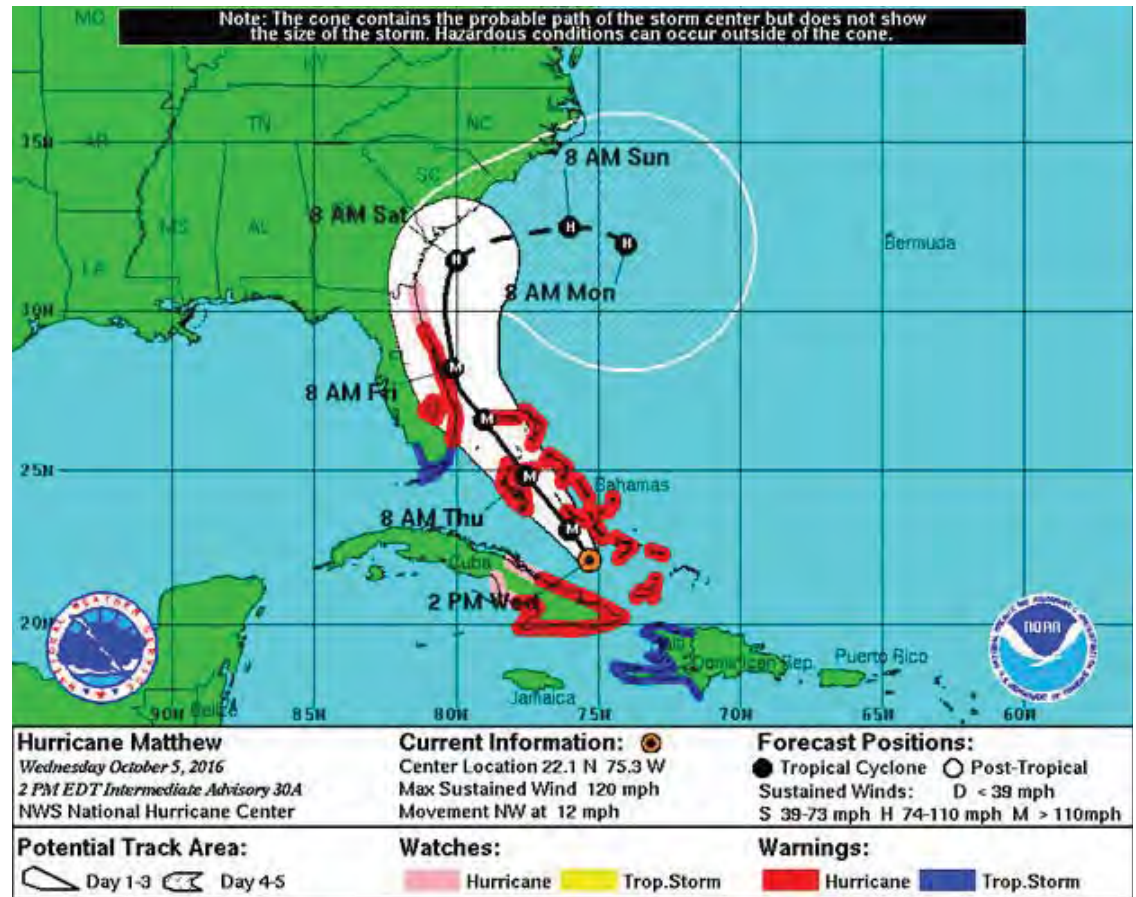 Note: The cone contains the probable path of the storm center but does not show
the size of the storm. Hazardous conditions can occur outside of the cone.
MO
TN
NC
AR
35N
8 AM Sun
SC
8 AM Sat
MS
AL
Bermuda
LA
8 AM Mon
30N
8 AM Fri
25N
Bahamas
8 AM Thu
Cuba
2 PM Wed
20N
NOAA
Dominican Rep.
Puerto Rico
Jamaica
Belize
90W
85W
80W
75W
70W
65W
60W
Hurricane Matthew
Wednesday October 5, 2016
2 PM EDT Intermediate Advisory 30A
NWS National Hurricane Center
Current Information:
Center Location 22.1 N 75.3 W
Max Sustained Wind 120 mph
Movement NW at 12 mph
Forecast Positions:
Tropical Cyclone Post-Tropical
Sustained Winds: D < 39 mph
S 39-73 mph H 74-110 mph M > 110mph
Potential Track Area:
Day 1-3 Day 4-5
Watches:
Hurricane Trop.Storm
Warnings:
Hurricane Trop.Storm